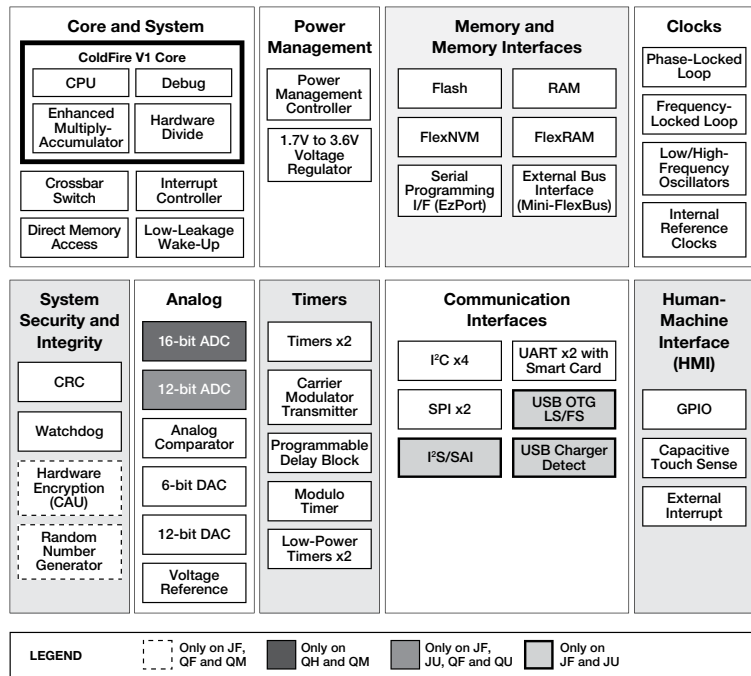 Core and System
ColdFire V1 Core
CPU
Debug
Enhanced
Multiply-
Accumulator
Hardware
Divide
Crossbar
Switch
Interrupt
Controller
Direct Memory
Access
Low-Leakage
Wake-Up
Power
Management
Power
Management
Controller
1.7V to 3.6V
Voltage
Regulator
Memory and
Memory Interfaces
Flash
RAM
FlexNVM
FlexRAM
Serial
Programming
I/F (EzPort)
External Bus
Interface
(Mini-FlexBus)
Clocks
Phase-Locked
Loop
Frequency-
Locked Loop
Low/High-
Frequency
Oscillators
Internal
Reference
Clocks
System
Security and
Integrity
CRC
Watchdog
Hardware
Encryption
(CAU)
Random
Number
Generator
Analog
16-bit ADC
12-bit ADC
Analog
Comparator
6-bit DAC
12-bit DAC
Voltage
Reference
Timers
Timers x2
Carrier
Modulator
Transmitter
Programmable
Delay Block
Modulo
Timer
Low-Power
Timers x2
Communication
Interfaces
I²C x4
UART x2 with
Smart Card
SPI x2
USB OTG
LS/FS
I²S/SAI
USB Charger
Detect
Human-
Machine
Interface
(HMI)
GPIO
Capacitive
Touch Sense
External
Interrupt
LEGEND
Only on JF,
QF and QM
Only on
QH and QM
Only on JF,
JU, QF and QU
Only on
JF and JU